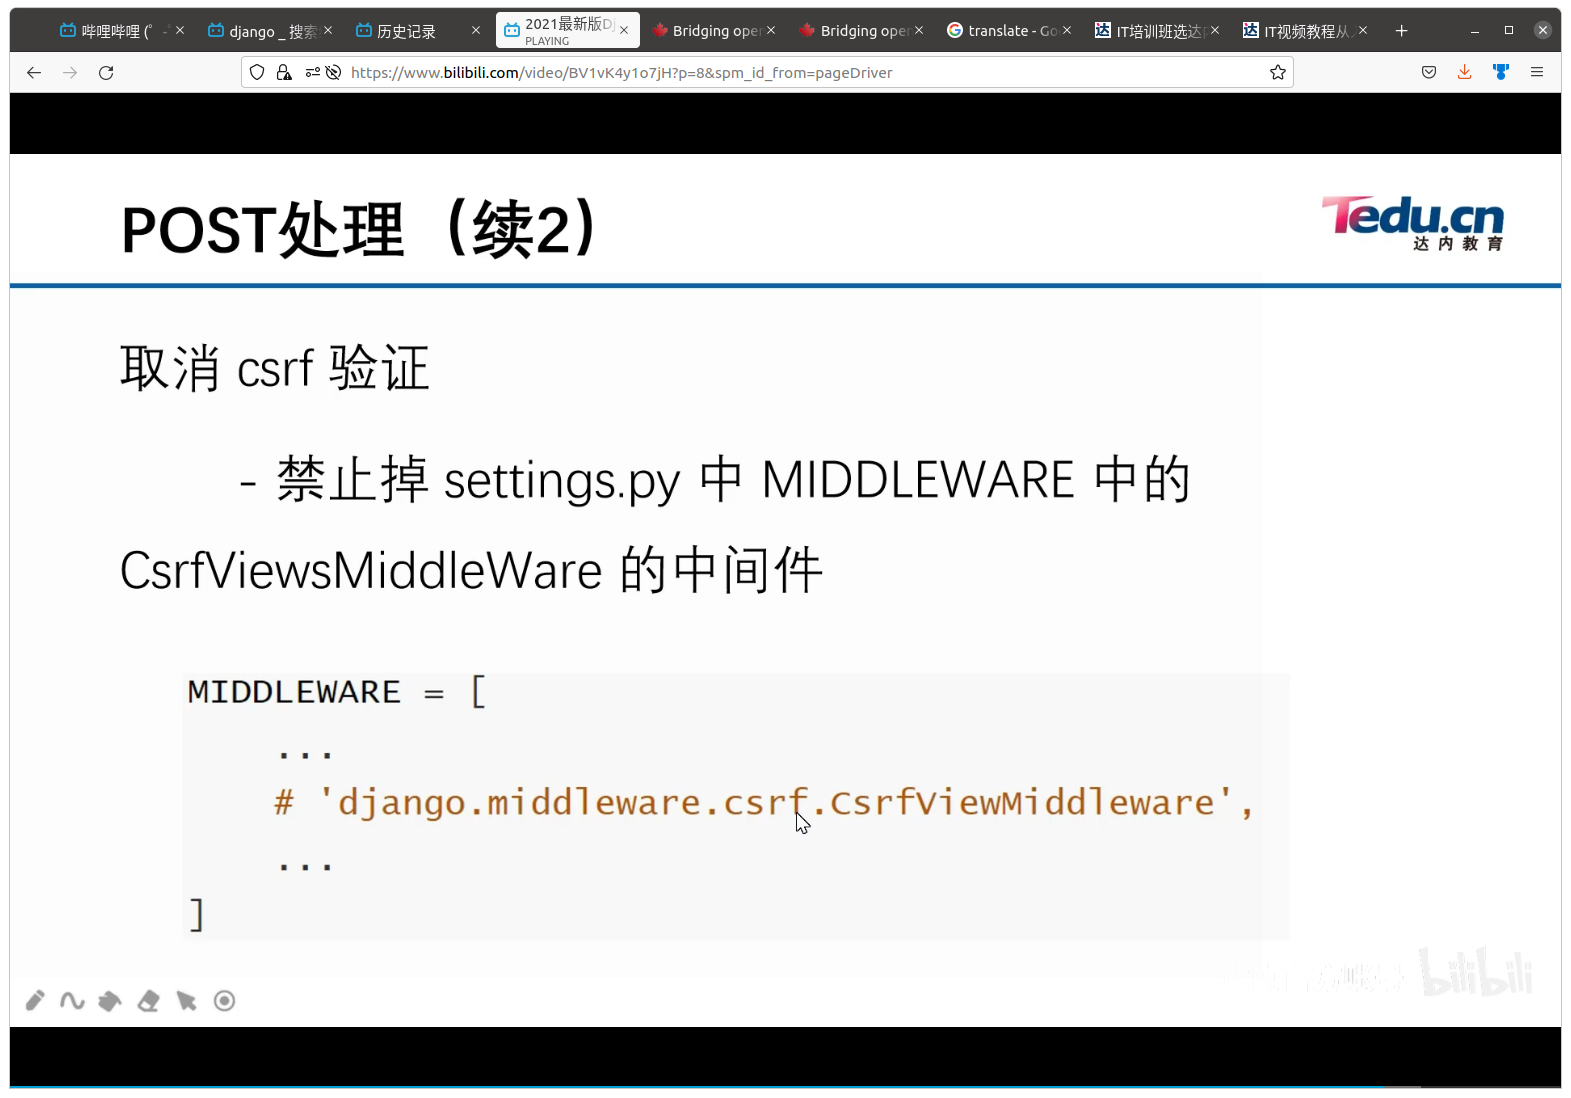 哔哩哔哩 (゜-゜
django _ 搜索
历史记录
2021最新版Dj
PLAYING
Bridging oper
Bridging oper
translate - Go
IT培训班选达内
IT视频教程从入
https://www.bilibili.com/video/BV1vK4y1o7jH?p=8&spm_id_from=pageDriver
POST处理（续2）
Tedu.cn
达内教育
取消 csrf 验证
- 禁止掉 settings.py 中 MIDDLEWARE 中的
CsrfViewsMiddleWare 的中间件
MIDDLEWARE = [
...
# 'django.middleware.csrf.CsrfViewMiddleware',
...
]
bilibili